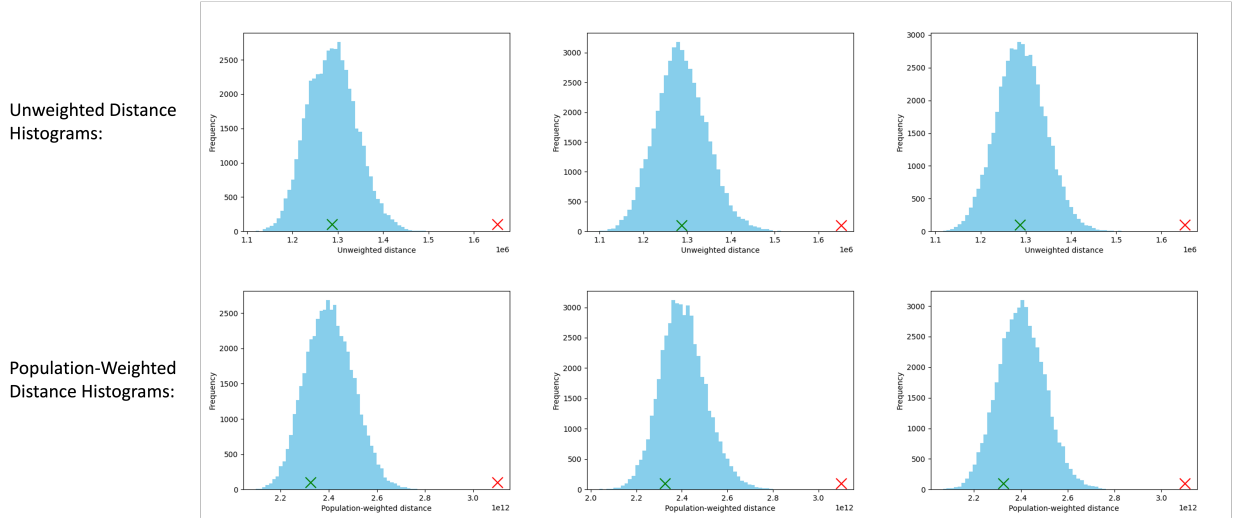 Unweighted Distance
Histograms:
Frequency
2500
2000
1500
1000
500
0
1.1 1.2 1.3 1.4 1.5 1.6
Unweighted distance 1e6
Frequency
3000
2500
2000
1500
1000
500
0
1.1 1.2 1.3 1.4 1.5 1.6
Unweighted distance 1e6
Frequency
3000
2500
2000
1500
1000
500
0
1.1 1.2 1.3 1.4 1.5 1.6
Unweighted distance 1e6
Population-Weighted
Distance Histograms:
Frequency
2500
2000
1500
1000
500
0
2.2 2.4 2.6 2.8 3.0
Population-weighted distance 1e12
Frequency
3000
2500
2000
1500
1000
500
0
2.0 2.2 2.4 2.6 2.8 3.0
Population-weighted distance 1e12
Frequency
3000
2500
2000
1500
1000
500
0
2.2 2.4 2.6 2.8 3.0
Population-weighted distance 1e12